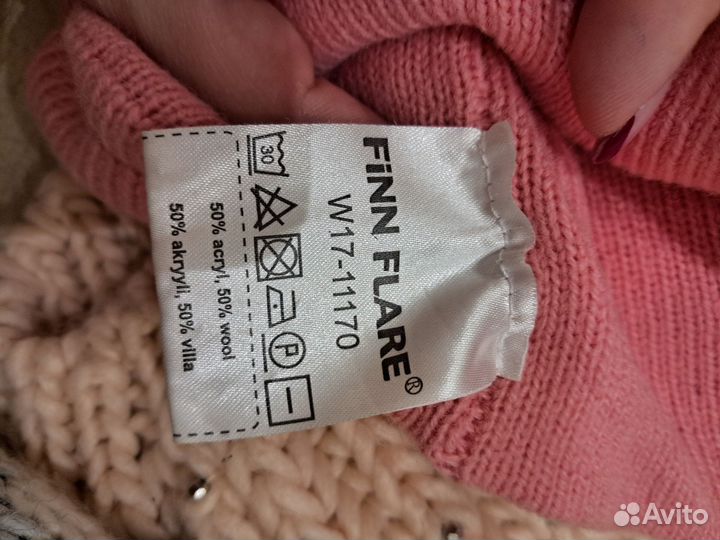 FiNN FLARE®
W17-11170
30
P
50% acryl, 50% wool
50% akryyli, 50% villa
Avito